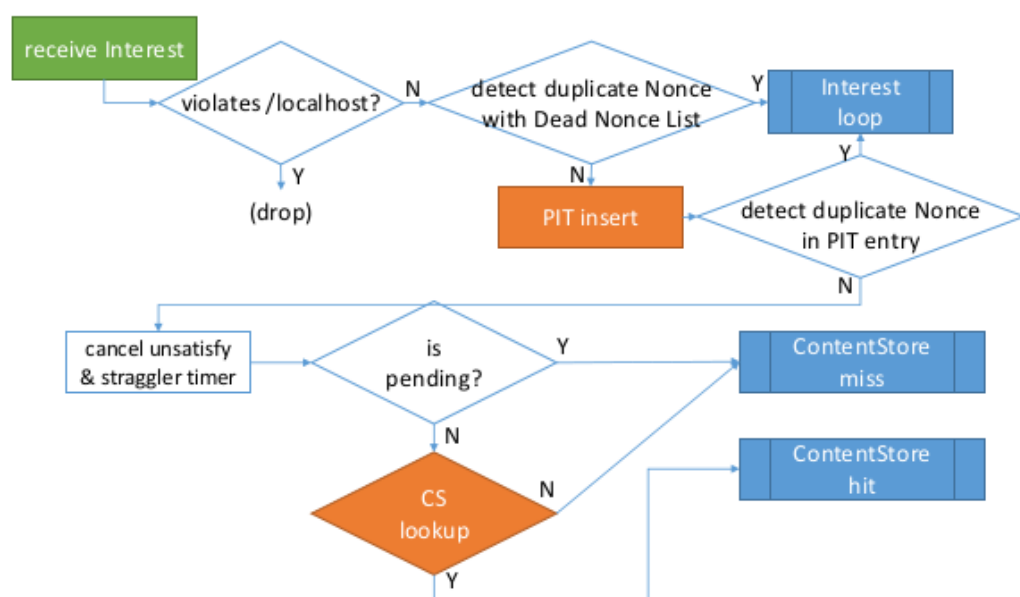 receive Interest
violates /localhost?
N
Y
(drop)
detect duplicate Nonce
with Dead Nonce List
Y
N
Interest
loop
PIT insert
Y
detect duplicate Nonce
in PIT entry
N
cancel unsatisfy
& straggler timer
is
pending?
Y
N
ContentStore
miss
CS
lookup
N
Y
ContentStore
hit